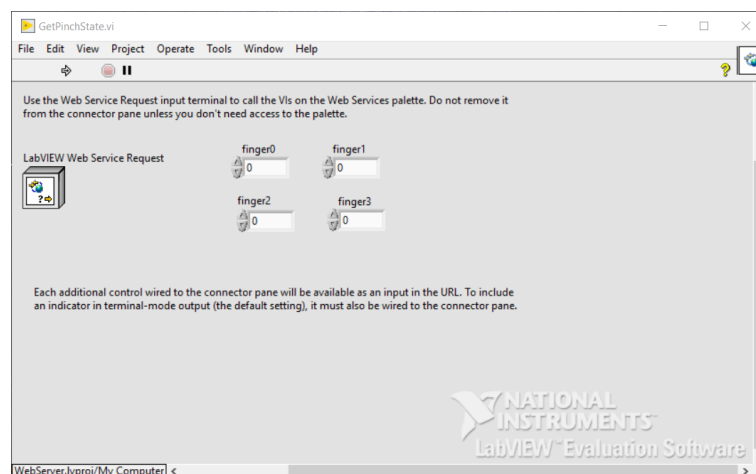 GetPinchState.vi
File Edit View Project Operate Tools Window Help
Use the Web Service Request input terminal to call the VIs on the Web Services palette. Do not remove it
from the connector pane unless you don't need access to the palette.
finger0 finger1
LabVIEW Web Service Request
0 0
?
finger2 finger3
0 0
Each additional control wired to the connector pane will be available as an input in the URL. To include
an indicator in terminal-mode output (the default setting), it must also be wired to the connector pane.
NATIONAL
INSTRUMENTS™
LabVIEW™ Evaluation Software
WebServer.lvproj/My Computer